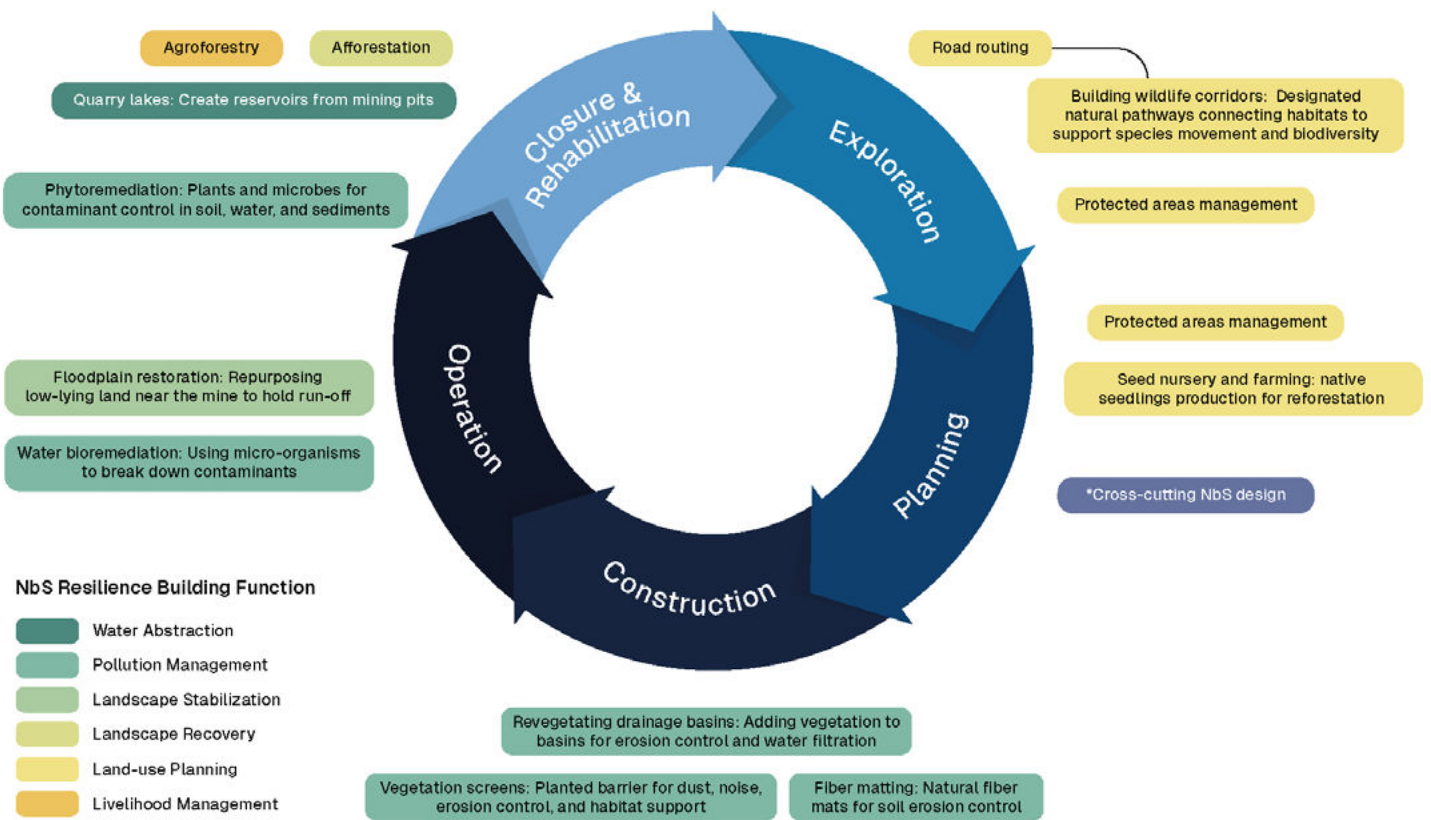 Agroforestry
Afforestation
Quarry lakes: Create reservoirs from mining pits
Phytoremediation: Plants and microbes for
contaminant control in soil, water, and sediments
Floodplain restoration: Repurposing
low-lying land near the mine to hold run-off
Water bioremediation: Using micro-organisms
to break down contaminants
Closure &
Rehabilitation
Exploration
Planning
Construction
Operation
Road routing
Building wildlife corridors: Designated
natural pathways connecting habitats to
support species movement and biodiversity
Protected areas management
Protected areas management
Seed nursery and farming: native
seedlings production for reforestation
*Cross-cutting NbS design
NbS Resilience Building Function
Water Abstraction
Pollution Management
Landscape Stabilization
Landscape Recovery
Land-use Planning
Livelihood Management
Revegetating drainage basins: Adding vegetation to
basins for erosion control and water filtration
Vegetation screens: Planted barrier for dust, noise,
erosion control, and habitat support
Fiber matting: Natural fiber
mats for soil erosion control